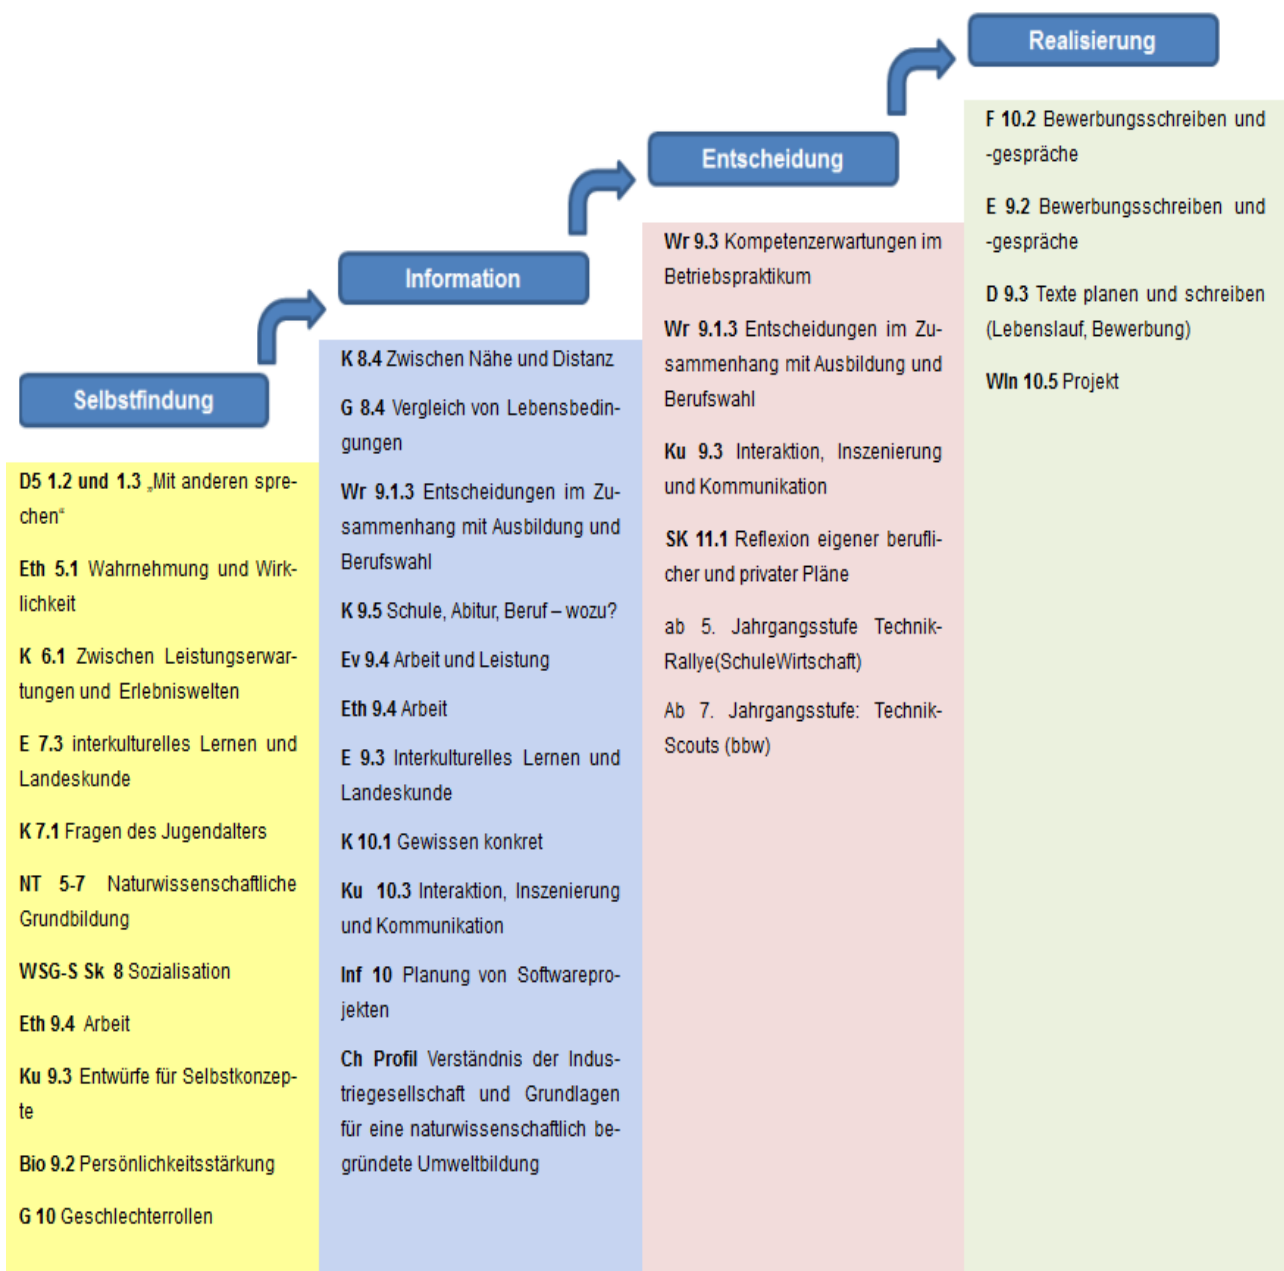 Selbstfindung
D5 1.2 und 1.3 „Mit anderen spre-
chen“
Eth 5.1 Wahrnehmung und Wirk-
lichkeit
K 6.1 Zwischen Leistungserwar-
tungen und Erlebniswelten
E 7.3 interkulturelles Lernen und
Landeskunde
K 7.1 Fragen des Jugendalters
NT 5-7 Naturwissenschaftliche
Grundbildung
WSG-S Sk 8 Sozialisation
Eth 9.4 Arbeit
Ku 9.3 Entwürfe für Selbstkonzep-
te
Bio 9.2 Persönlichkeitsstärkung
G 10 Geschlechterrollen
Information
K 8.4 Zwischen Nähe und Distanz
G 8.4 Vergleich von Lebensbedin-
gungen
Wr 9.1.3 Entscheidungen im Zu-
sammenhang mit Ausbildung und
Berufswahl
K 9.5 Schule, Abitur, Beruf – wozu?
Ev 9.4 Arbeit und Leistung
Eth 9.4 Arbeit
E 9.3 Interkulturelles Lernen und
Landeskunde
K 10.1 Gewissen konkret
Ku 10.3 Interaktion, Inszenierung
und Kommunikation
Inf 10 Planung von Softwarepro-
jekten
Ch Profil Verständnis der Indus-
triegesellschaft und Grundlagen
für eine naturwissenschaftlich be-
gründete Umweltbildung
Entscheidung
Wr 9.3 Kompetenzerwartungen im
Betriebspraktikum
Wr 9.1.3 Entscheidungen im Zu-
sammenhang mit Ausbildung und
Berufswahl
Ku 9.3 Interaktion, Inszenierung
und Kommunikation
SK 11.1 Reflexion eigener berufli-
cher und privater Pläne
ab 5. Jahrgangsstufe Technik-
Rallye(SchuleWirtschaft)
Ab 7. Jahrgangsstufe: Technik-
Scouts (bbw)
Realisierung
F 10.2 Bewerbungsschreiben und
-gespräche
E 9.2 Bewerbungsschreiben und
-gespräche
D 9.3 Texte planen und schreiben
(Lebenslauf, Bewerbung)
WIn 10.5 Projekt